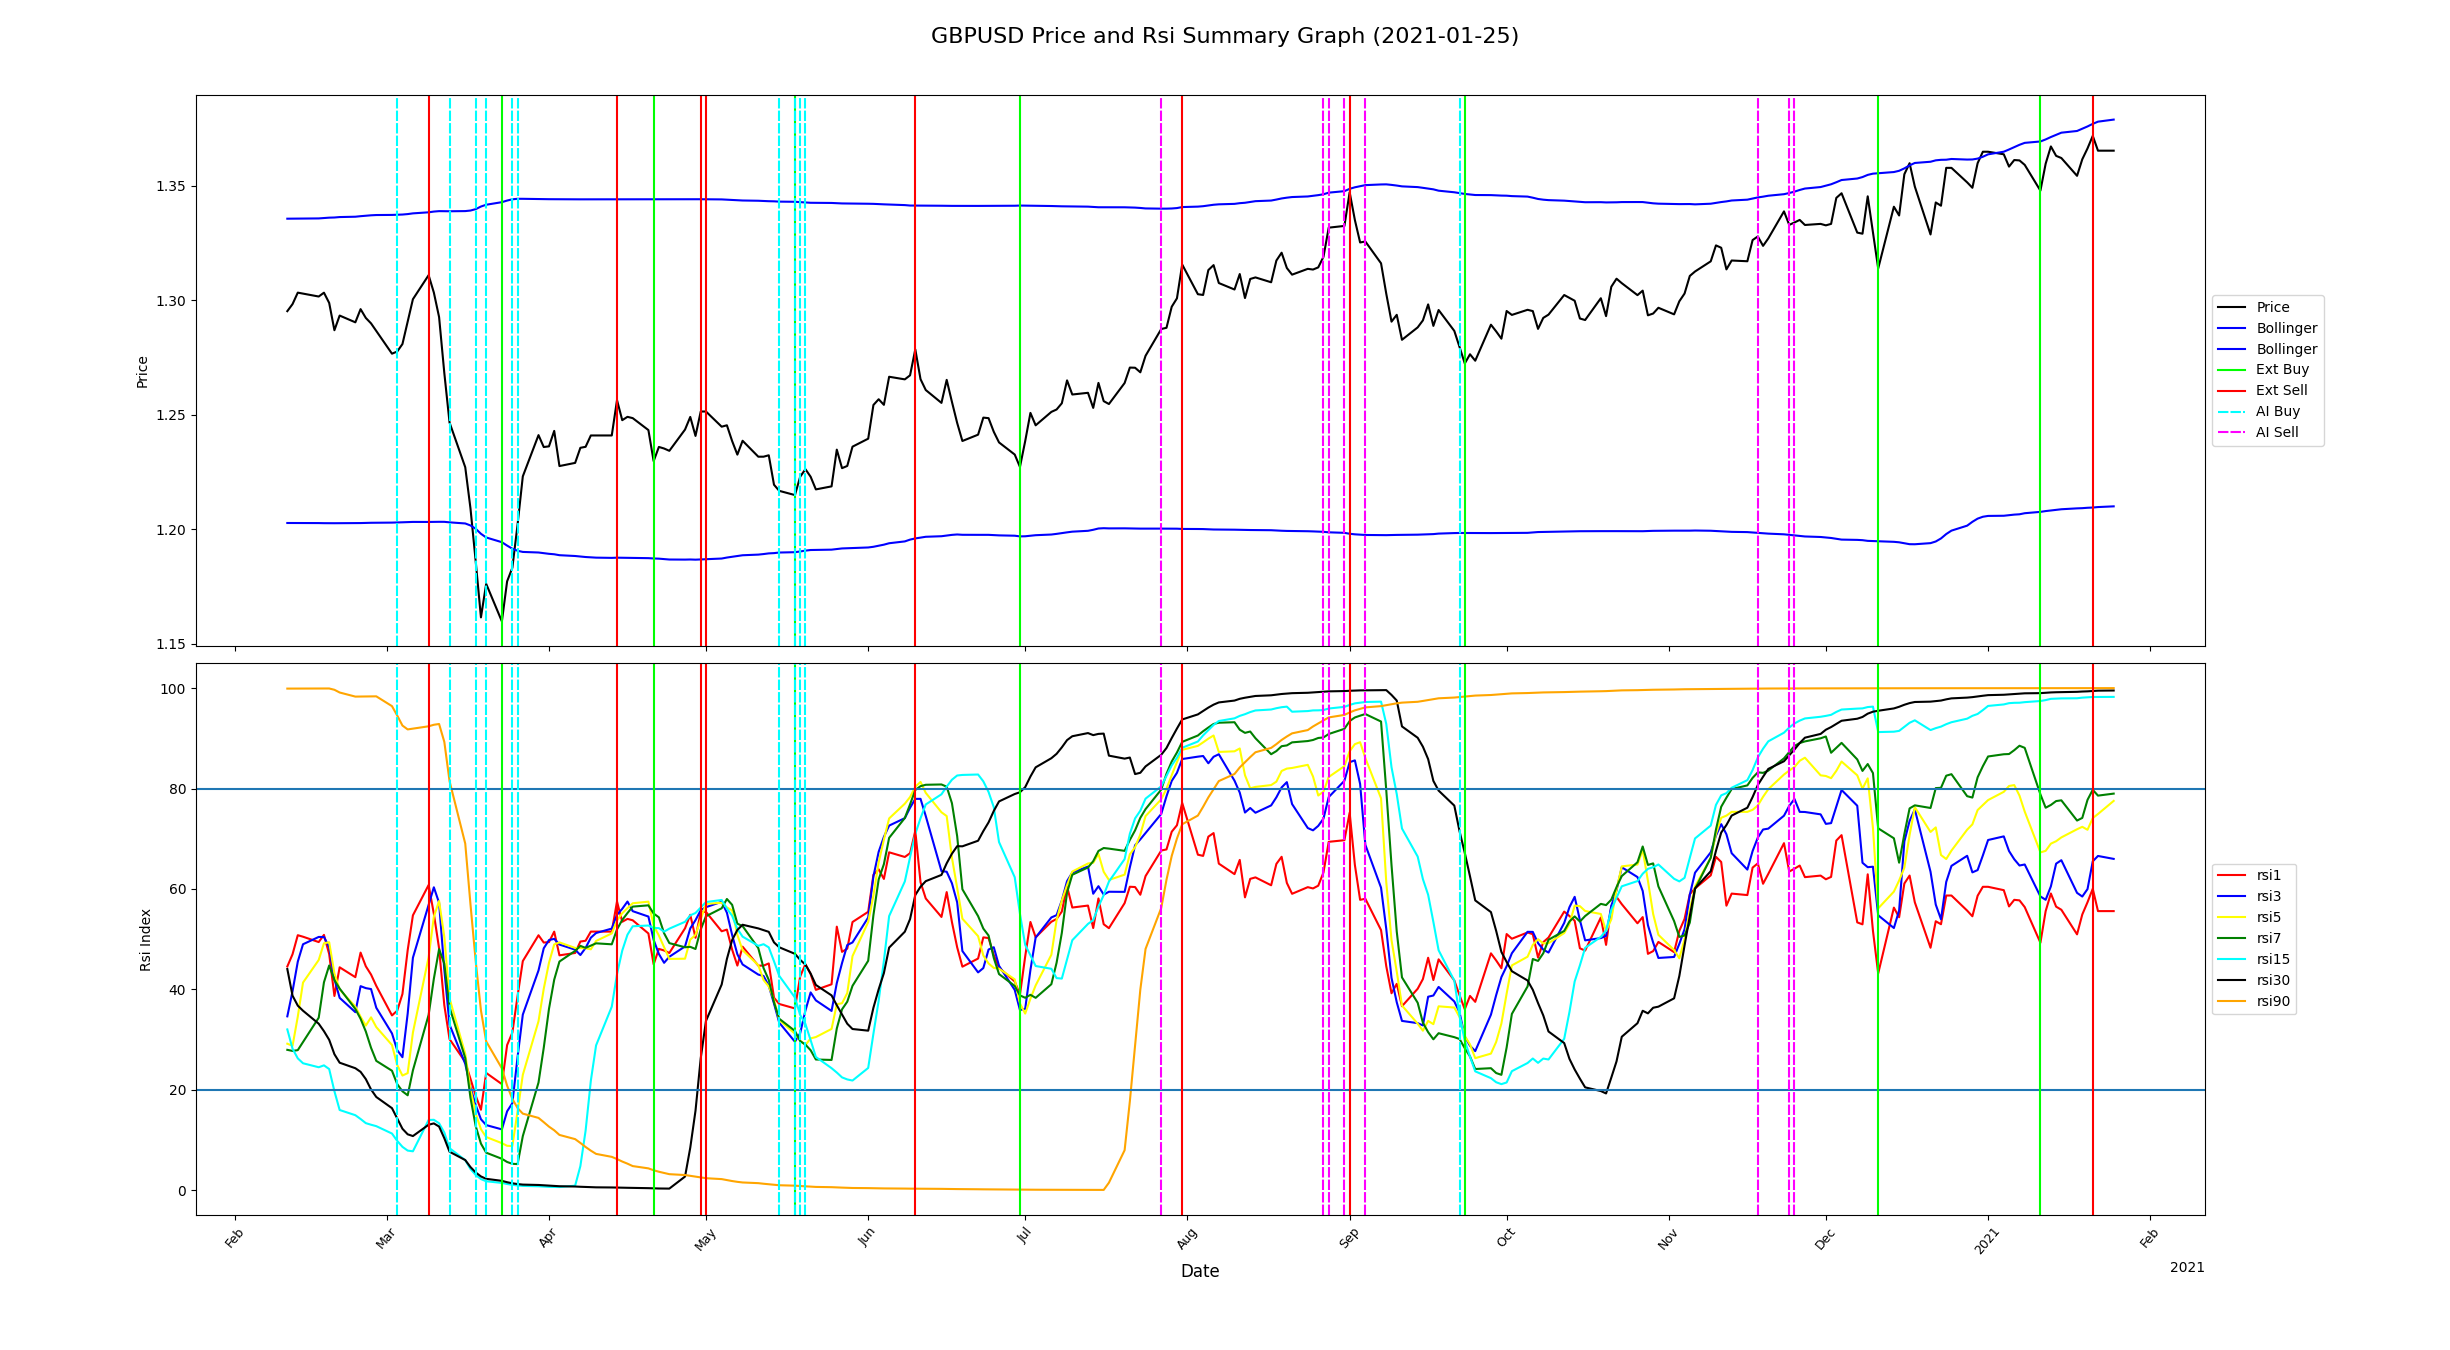 GBPUSD Price and Rsi Summary Graph (2021-01-25)
Price
1.35
1.30
1.25
1.20
1.15
Price
Bollinger
Bollinger
Ext Buy
Ext Sell
AI Buy
AI Sell
Rsi Index
100
80
60
40
20
0
rsi1
rsi3
rsi5
rsi7
rsi15
rsi30
rsi90
Feb
Mar
Apr
May
Jun
Jul
Aug
Sep
Oct
Nov
Dec
2021
Feb
Date
2021